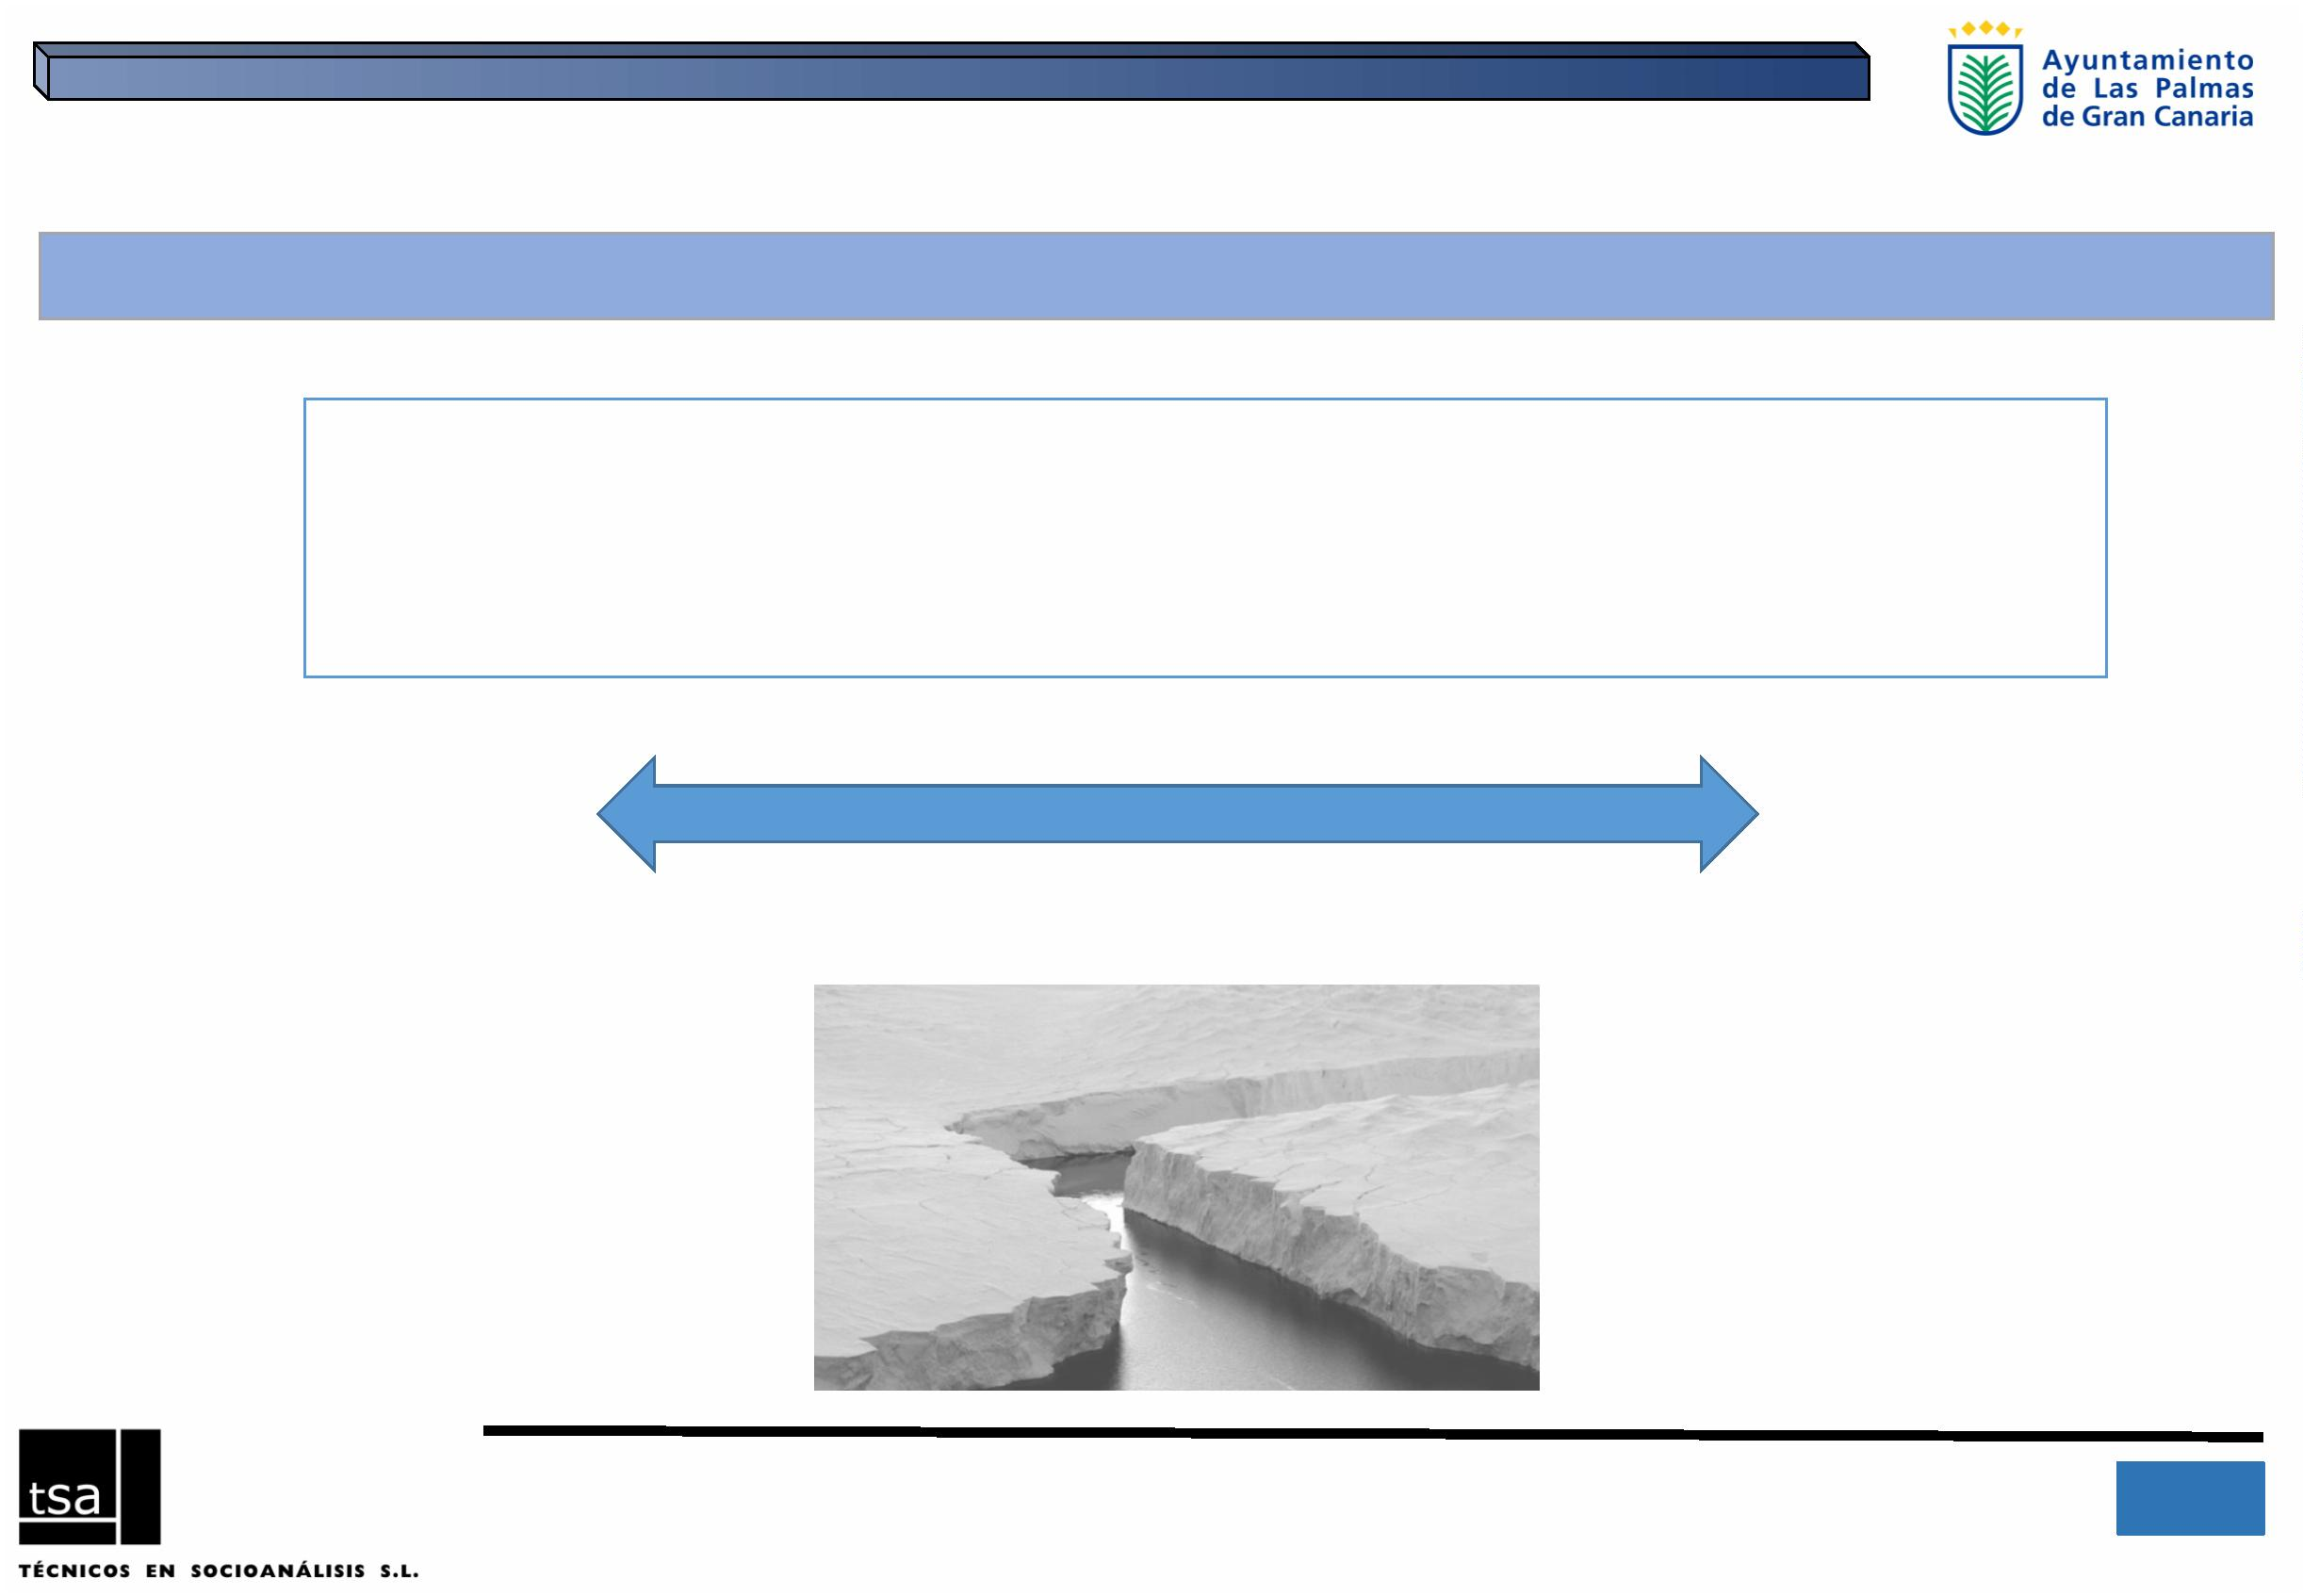 Ayuntamiento
de Las Palmas
de Gran Canaria
tsa
TÉCNICOS EN SOCIOANÁLISIS S.L.